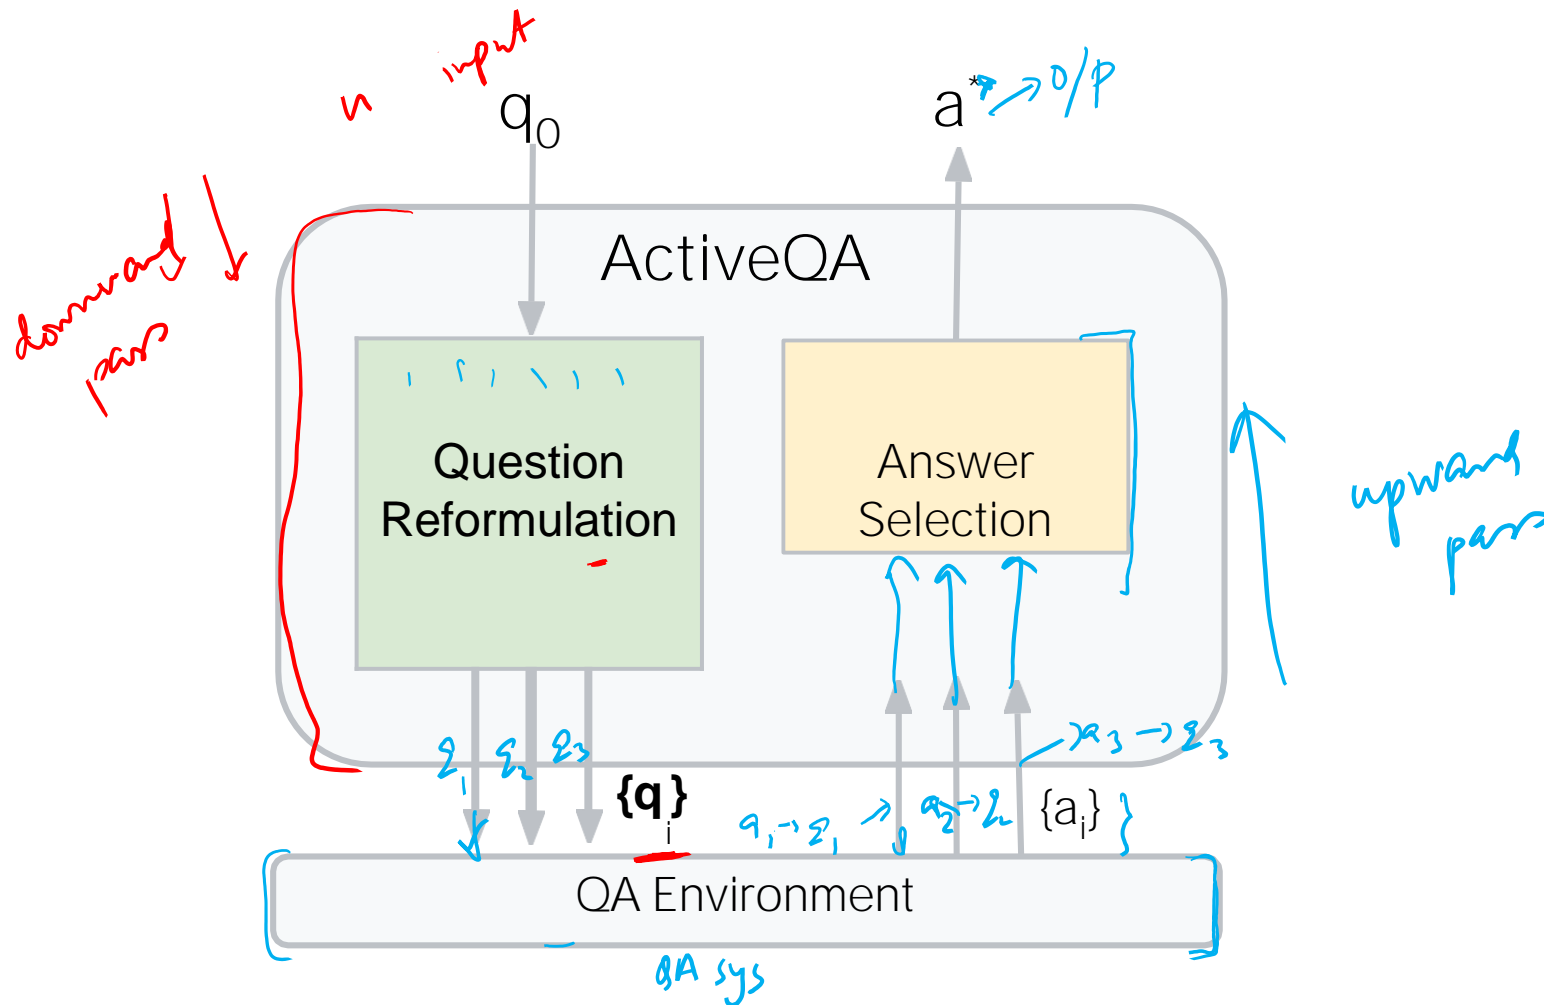 input
q₀
a* → O/P
downward
pass
ActiveQA
Question
Reformulation
Answer
Selection
upward
pass
q₁ q₂ q₃
{q}ᵢ
a₁→q₁
a₂→q₂
a₃→q₃
{aᵢ}
QA Environment
QA sys